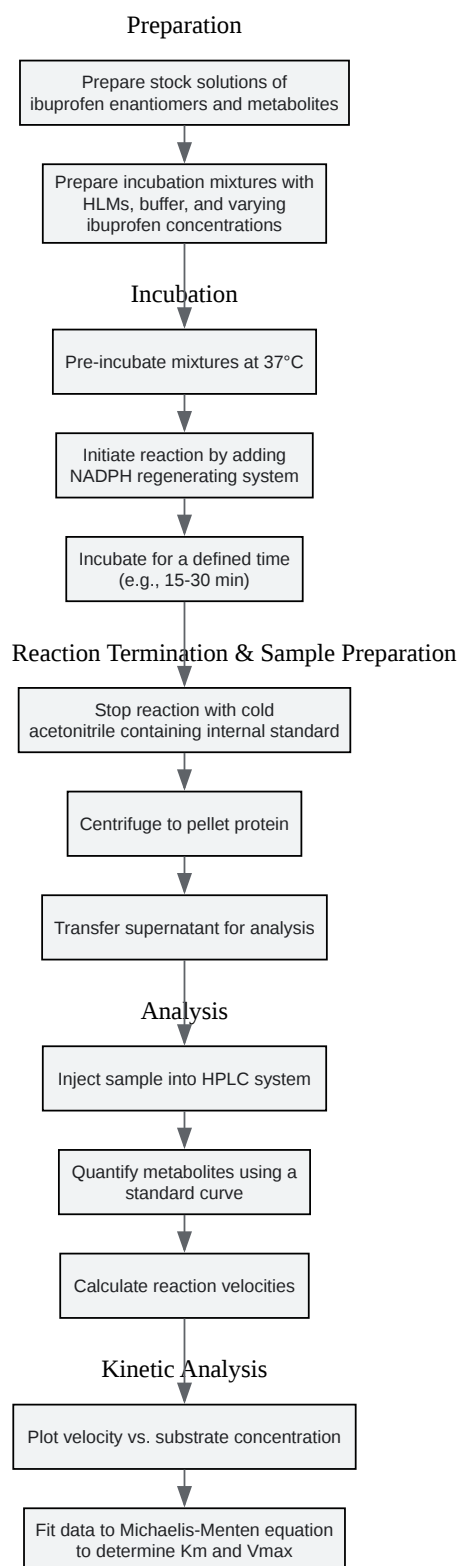 Preparation
Prepare stock solutions of
ibuprofen enantiomers and metabolites
Prepare incubation mixtures with
HLMs, buffer, and varying
ibuprofen concentrations
Incubation
Pre-incubate mixtures at 37°C
Initiate reaction by adding
NADPH regenerating system
Incubate for a defined time
(e.g., 15-30 min)
Reaction Termination & Sample Preparation
Stop reaction with cold
acetonitrile containing internal standard
Centrifuge to pellet protein
Transfer supernatant for analysis
Analysis
Inject sample into HPLC system
Quantify metabolites using a
standard curve
Calculate reaction velocities
Kinetic Analysis
Plot velocity vs. substrate concentration
Fit data to Michaelis-Menten equation
to determine Km and Vmax